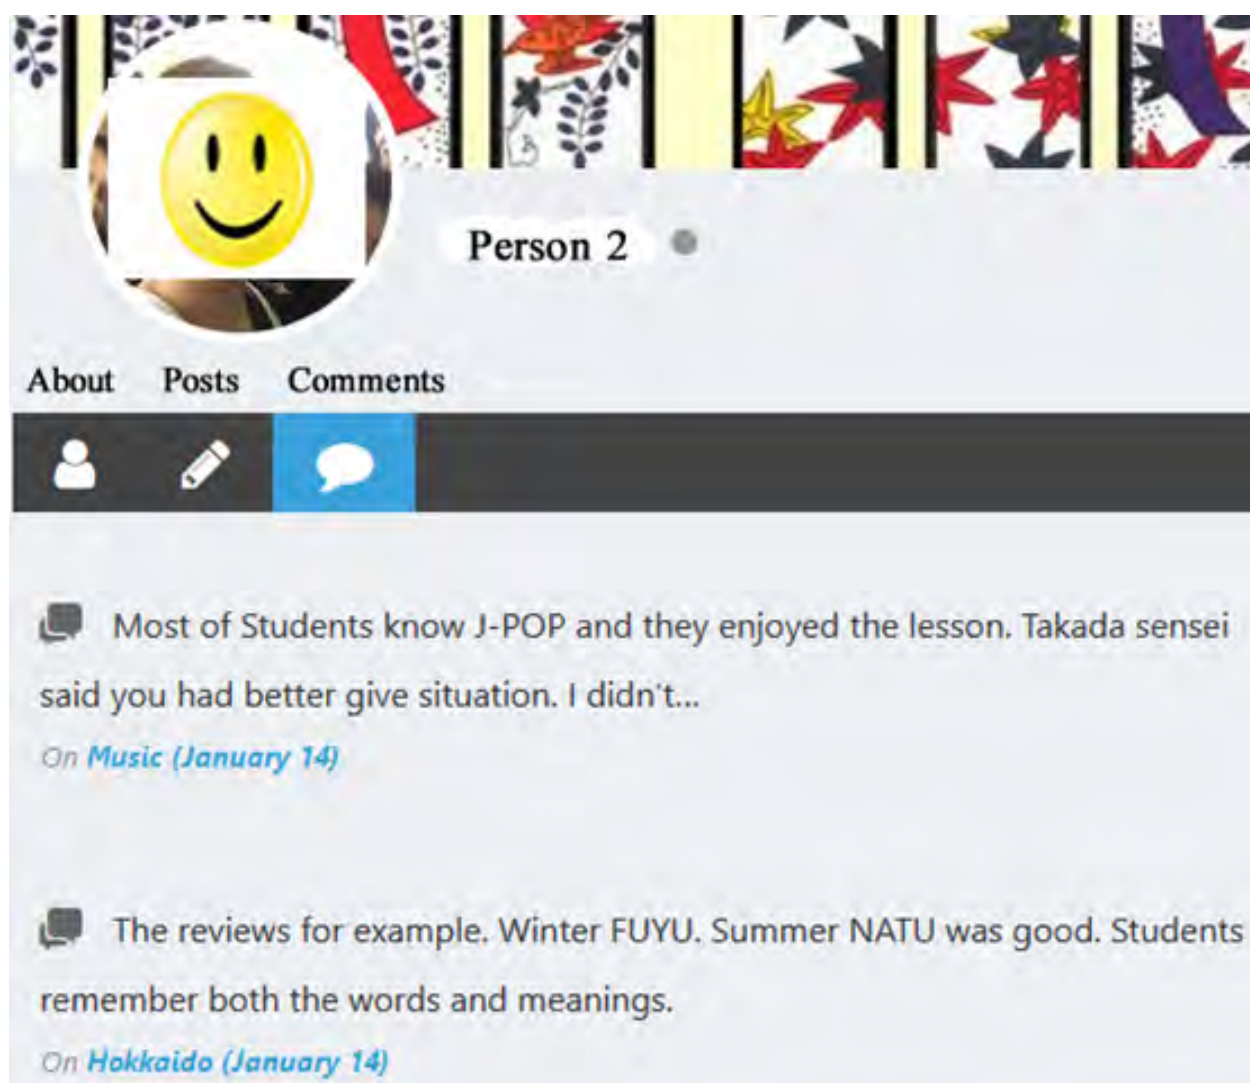 Person 2
About Posts Comments
Most of Students know J-POP and they enjoyed the lesson. Takada sensei
said you had better give situation. I didn't...
On Music (January 14)
The reviews for example. Winter FUYU. Summer NATU was good. Students
remember both the words and meanings.
On Hokkaido (January 14)